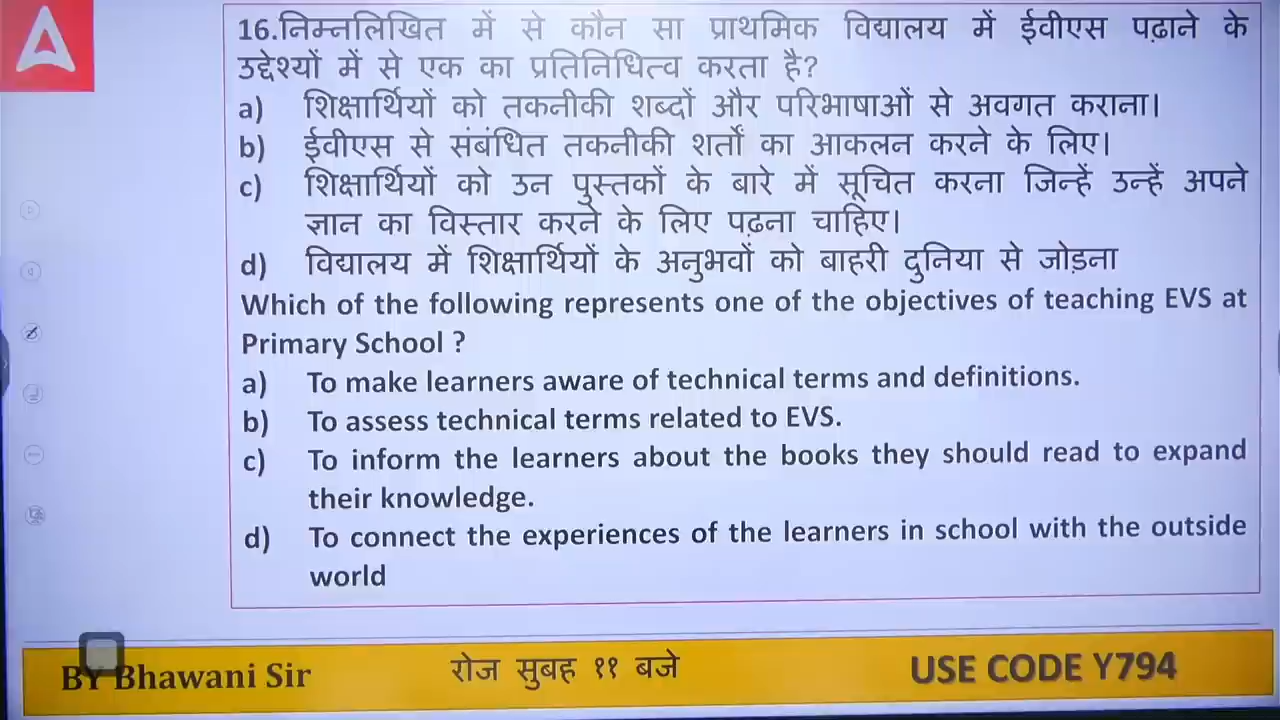 16.निम्नलिखित में से कौन सा प्राथमिक विद्यालय में ईवीएस पढ़ाने के
उद्देश्यों में से एक का प्रतिनिधित्व करता है?
a) शिक्षार्थियों को तकनीकी शब्दों और परिभाषाओं से अवगत कराना।
b) ईवीएस से संबंधित तकनीकी शर्तों का आकलन करने के लिए।
c) शिक्षार्थियों को उन पुस्तकों के बारे में सूचित करना जिन्हें उन्हें अपने
ज्ञान का विस्तार करने के लिए पढ़ना चाहिए।
d) विद्यालय में शिक्षार्थियों के अनुभवों को बाहरी दुनिया से जोड़ना
Which of the following represents one of the objectives of teaching EVS at
Primary School ?
a) To make learners aware of technical terms and definitions.
b) To assess technical terms related to EVS.
c) To inform the learners about the books they should read to expand
their knowledge.
d) To connect the experiences of the learners in school with the outside
world
BY Bhawani Sir रोज सुबह ११ बजे USE CODE Y794